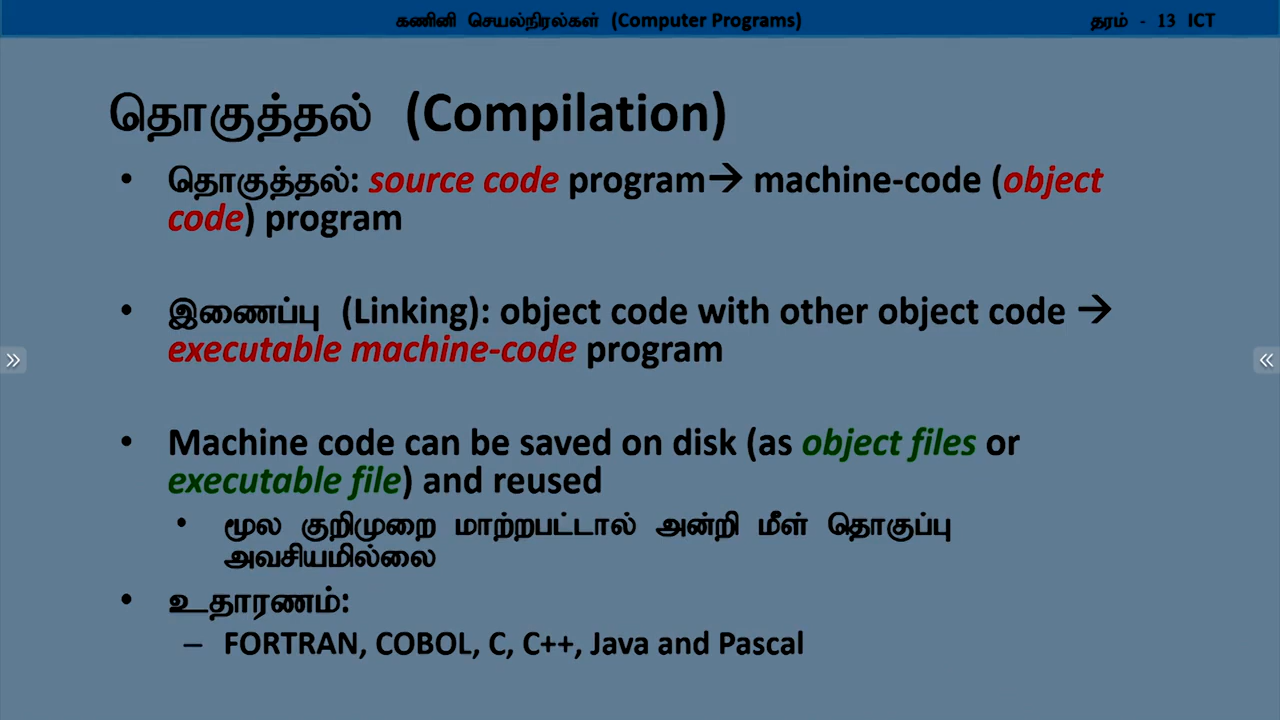 கணினி செயல்நிரல்கள் (Computer Programs)
தரம் - 13 ICT
தொகுத்தல் (Compilation)
• தொகுத்தல்: source code program→ machine-code (object
code) program
• இணைப்பு (Linking): object code with other object code →
executable machine-code program
• Machine code can be saved on disk (as object files or
executable file) and reused
• மூல குறிமுறை மாற்றபட்டால் அன்றி மீள் தொகுப்பு
அவசியமில்லை
• உதாரணம்:
– FORTRAN, COBOL, C, C++, Java and Pascal